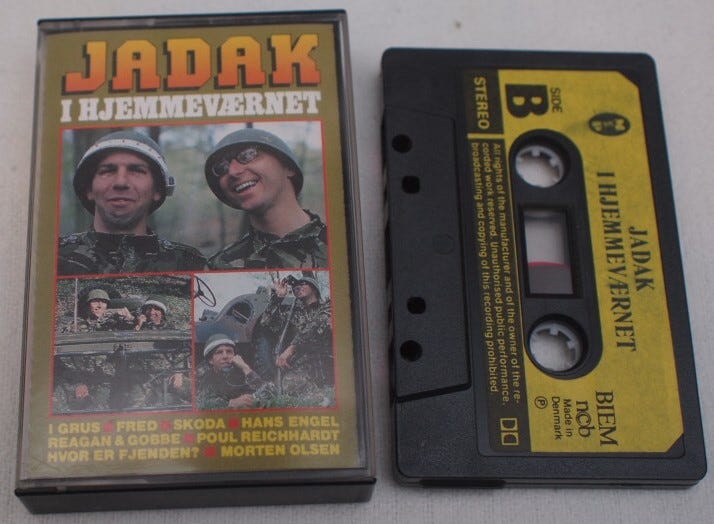 JADAK
I HJEMMEVÆRNET
I GRUS • FRED • SKODA • HANS ENGEL
REAGAN & GOBBE • POUL REICHHARDT
HVOR ER FJENDEN? • MORTEN OLSEN
SIDE
B
STEREO
All rights of the manufacturer and of the owner of the re-
corded work reserved. Unauthorised public performance,
broadcasting and copying of this recording prohibited.
JADAK
I HJEMMEVÆRNET
BIEM
ncb
Made in
Denmark
Ⓟ